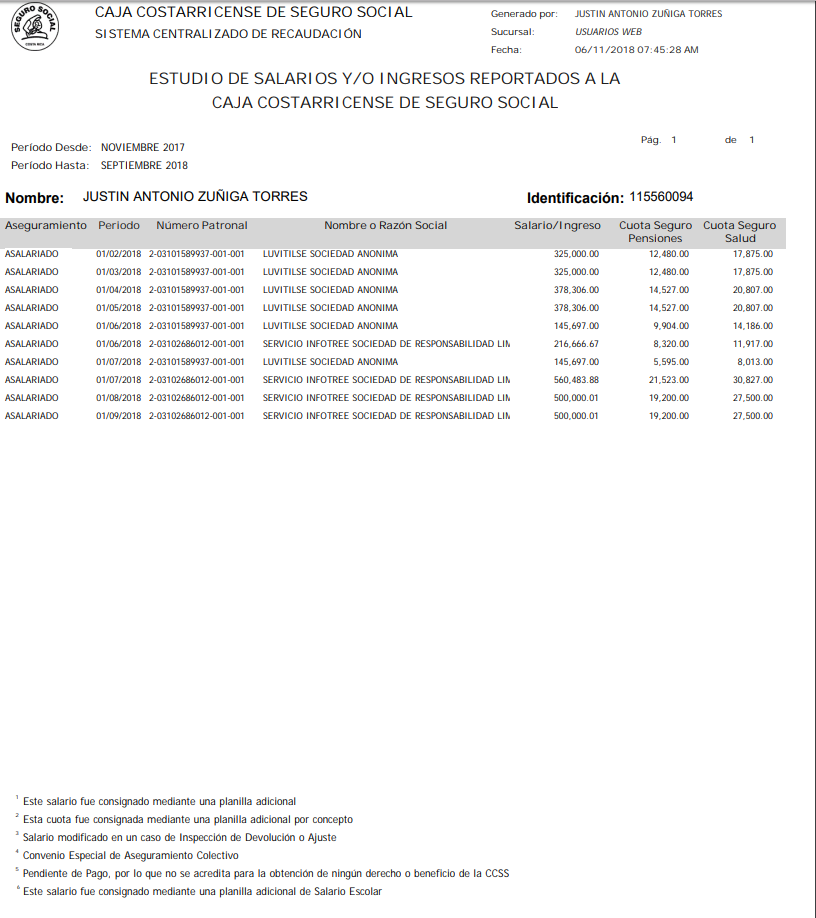 SEGURO SOCIAL
COSTA RICA
CAJA COSTARRICENSE DE SEGURO SOCIAL
SISTEMA CENTRALIZADO DE RECAUDACIÓN
Generado por: JUSTIN ANTONIO ZUÑIGA TORRES
Sucursal: USUARIOS WEB
Fecha: 06/11/2018 07:45:28 AM
ESTUDIO DE SALARIOS Y/O INGRESOS REPORTADOS A LA
CAJA COSTARRICENSE DE SEGURO SOCIAL
Pág. 1 de 1
Período Desde: NOVIEMBRE 2017
Período Hasta: SEPTIEMBRE 2018
Nombre: JUSTIN ANTONIO ZUÑIGA TORRES Identificación: 115560094
Aseguramiento Periodo Número Patronal Nombre o Razón Social Salario/Ingreso Cuota Seguro Cuota Seguro
Pensiones Salud
ASALARIADO 01/02/2018 2-03101589937-001-001 LUVITILSE SOCIEDAD ANONIMA 325,000.00 12,480.00 17,875.00
ASALARIADO 01/03/2018 2-03101589937-001-001 LUVITILSE SOCIEDAD ANONIMA 325,000.00 12,480.00 17,875.00
ASALARIADO 01/04/2018 2-03101589937-001-001 LUVITILSE SOCIEDAD ANONIMA 378,306.00 14,527.00 20,807.00
ASALARIADO 01/05/2018 2-03101589937-001-001 LUVITILSE SOCIEDAD ANONIMA 378,306.00 14,527.00 20,807.00
ASALARIADO 01/06/2018 2-03101589937-001-001 LUVITILSE SOCIEDAD ANONIMA 145,697.00 9,904.00 14,186.00
ASALARIADO 01/06/2018 2-03102686012-001-001 SERVICIO INFOTREE SOCIEDAD DE RESPONSABILIDAD LIM 216,666.67 8,320.00 11,917.00
ASALARIADO 01/07/2018 2-03101589937-001-001 LUVITILSE SOCIEDAD ANONIMA 145,697.00 5,595.00 8,013.00
ASALARIADO 01/07/2018 2-03102686012-001-001 SERVICIO INFOTREE SOCIEDAD DE RESPONSABILIDAD LIM 560,483.88 21,523.00 30,827.00
ASALARIADO 01/08/2018 2-03102686012-001-001 SERVICIO INFOTREE SOCIEDAD DE RESPONSABILIDAD LIM 500,000.01 19,200.00 27,500.00
ASALARIADO 01/09/2018 2-03102686012-001-001 SERVICIO INFOTREE SOCIEDAD DE RESPONSABILIDAD LIM 500,000.01 19,200.00 27,500.00
1 Este salario fue consignado mediante una planilla adicional
2 Esta cuota fue consignada mediante una planilla adicional por concepto
3 Salario modificado en un caso de Inspección de Devolución o Ajuste
4 Convenio Especial de Aseguramiento Colectivo
5 Pendiente de Pago, por lo que no se acredita para la obtención de ningún derecho o beneficio de la CCSS
6 Este salario fue consignado mediante una planilla adicional de Salario Escolar